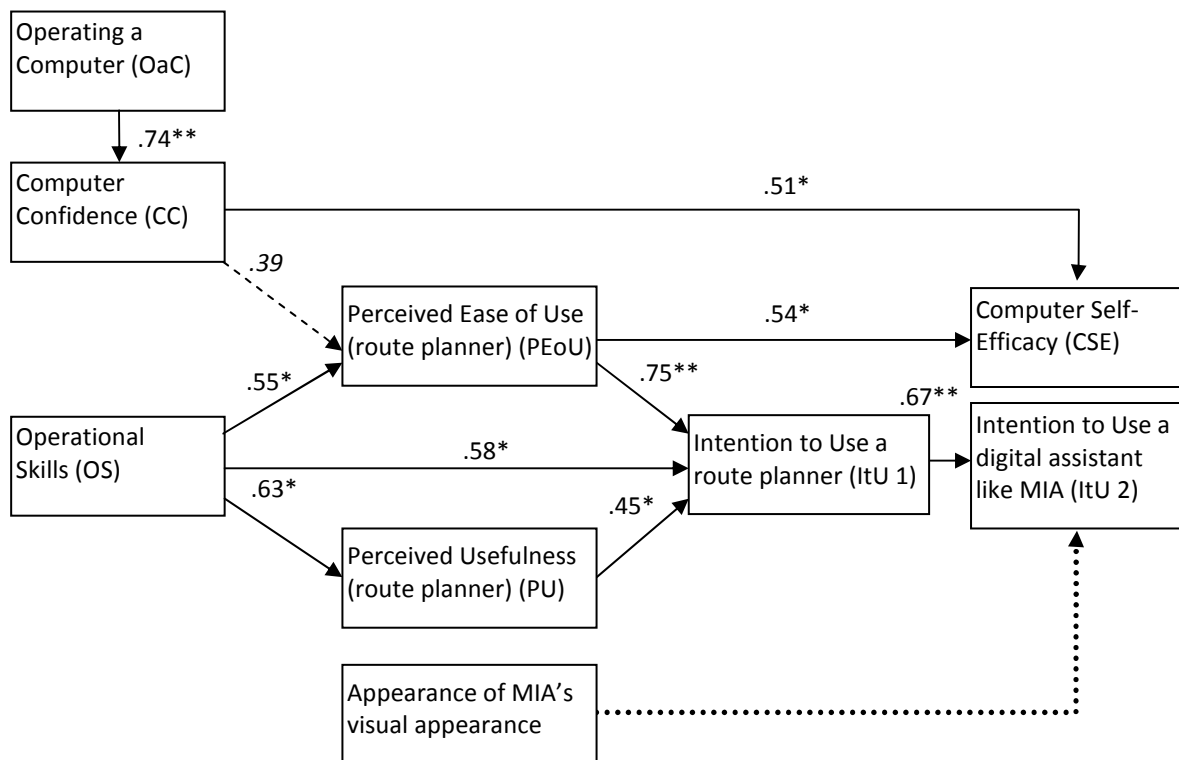 Operating a
Computer (OaC)
.74**
Computer
Confidence (CC)
.51*
.39
Perceived Ease of Use
(route planner) (PEoU)
.54*
Computer Self-
Efficacy (CSE)
.55*
.75**
.67**
Operational
Skills (OS)
.58*
Intention to Use a
route planner (ItU 1)
Intention to Use a
digital assistant
like MIA (ItU 2)
.63*
.45*
Perceived Usefulness
(route planner) (PU)
Appearance of MIA’s
visual appearance